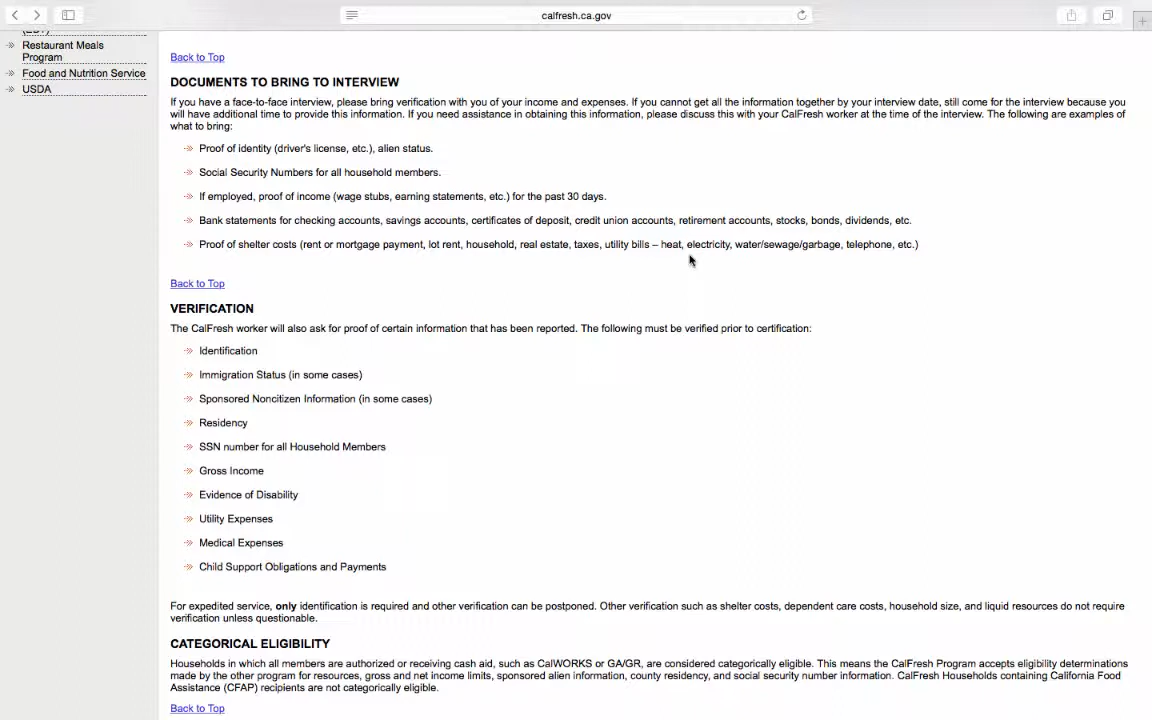 calfresh.ca.gov
Restaurant Meals
Program
Food and Nutrition Service
USDA
Back to Top
DOCUMENTS TO BRING TO INTERVIEW
If you have a face-to-face interview, please bring verification with you of your income and expenses. If you cannot get all the information together by your interview date, still come for the interview because you
will have additional time to provide this information. If you need assistance in obtaining this information, please discuss this with your CalFresh worker at the time of the interview. The following are examples of
what to bring:
Proof of identity (driver's license, etc.), alien status.
Social Security Numbers for all household members.
If employed, proof of income (wage stubs, earning statements, etc.) for the past 30 days.
Bank statements for checking accounts, savings accounts, certificates of deposit, credit union accounts, retirement accounts, stocks, bonds, dividends, etc.
Proof of shelter costs (rent or mortgage payment, lot rent, household, real estate, taxes, utility bills – heat, electricity, water/sewage/garbage, telephone, etc.)
Back to Top
VERIFICATION
The CalFresh worker will also ask for proof of certain information that has been reported. The following must be verified prior to certification:
Identification
Immigration Status (in some cases)
Sponsored Noncitizen Information (in some cases)
Residency
SSN number for all Household Members
Gross Income
Evidence of Disability
Utility Expenses
Medical Expenses
Child Support Obligations and Payments
For expedited service, only identification is required and other verification can be postponed. Other verification such as shelter costs, dependent care costs, household size, and liquid resources do not require
verification unless questionable.
CATEGORICAL ELIGIBILITY
Households in which all members are authorized or receiving cash aid, such as CalWORKS or GA/GR, are considered categorically eligible. This means the CalFresh Program accepts eligibility determinations
made by the other program for resources, gross and net income limits, sponsored alien information, county residency, and social security number information. CalFresh Households containing California Food
Assistance (CFAP) recipients are not categorically eligible.
Back to Top